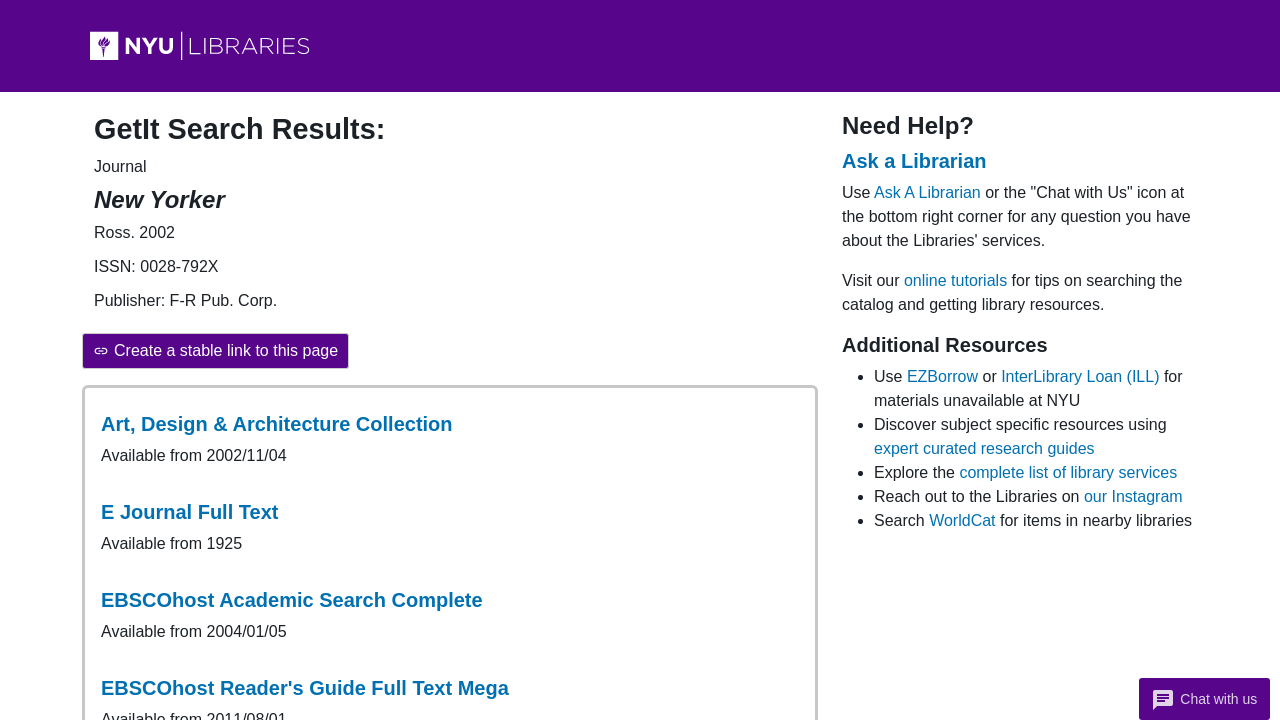 NYU LIBRARIES
GetIt Search Results:
Journal
New Yorker
Ross. 2002
ISSN: 0028-792X
Publisher: F-R Pub. Corp.
Create a stable link to this page
Art, Design & Architecture Collection
Available from 2002/11/04
E Journal Full Text
Available from 1925
EBSCOhost Academic Search Complete
Available from 2004/01/05
EBSCOhost Reader's Guide Full Text Mega
Available from 2011/08/01
Need Help?
Ask a Librarian
Use Ask A Librarian or the "Chat with Us" icon at
the bottom right corner for any question you have
about the Libraries' services.
Visit our online tutorials for tips on searching the
catalog and getting library resources.
Additional Resources
• Use EZBorrow or InterLibrary Loan (ILL) for
materials unavailable at NYU
• Discover subject specific resources using
expert curated research guides
• Explore the complete list of library services
• Reach out to the Libraries on our Instagram
• Search WorldCat for items in nearby libraries
Chat with us